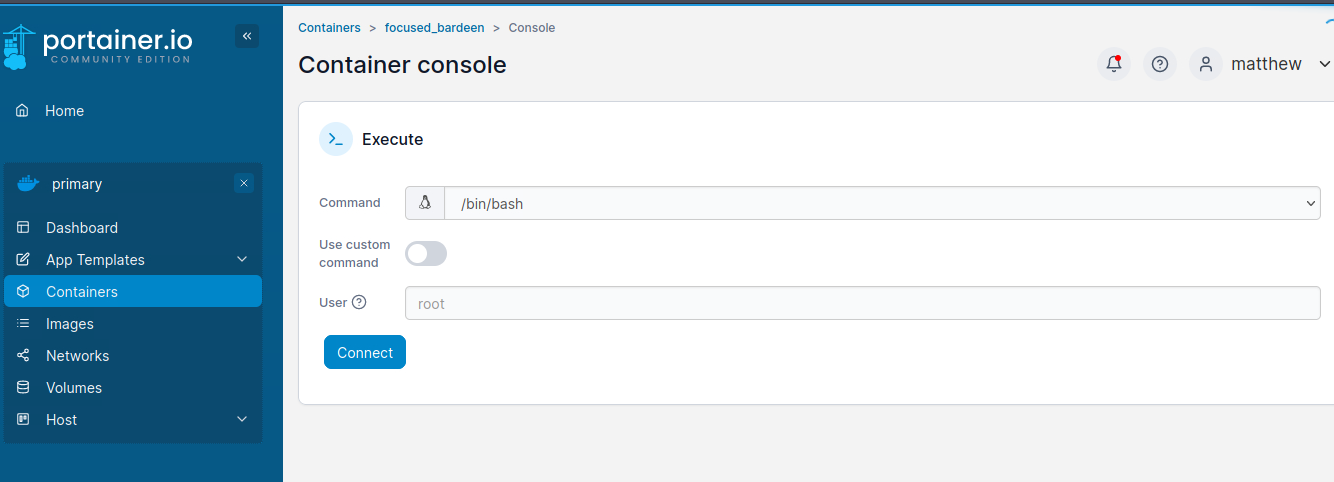 portainer.io
COMMUNITY EDITION
«
Home
primary
Dashboard
App Templates
Containers
Images
Networks
Volumes
Host
Containers > focused_bardeen > Console
Container console
matthew
>_ Execute
Command
/bin/bash
Use custom
command
User
root
Connect